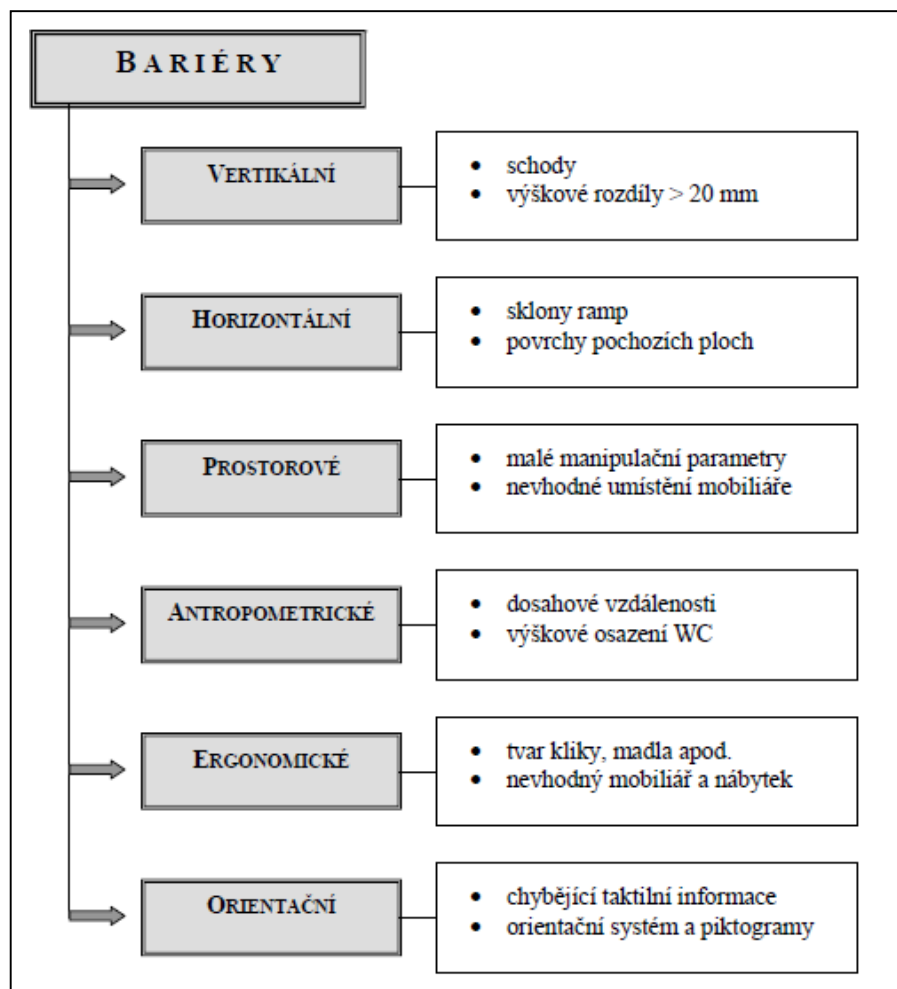 BARIÉRY
VERTIKÁLNÍ
• schody
• výškové rozdíly > 20 mm
HORIZONTÁLNÍ
• sklony ramp
• povrchy pochozích ploch
PROSTOROVÉ
• malé manipulační parametry
• nevhodné umístění mobiliáře
ANTROPOMETRICKÉ
• dosahové vzdálenosti
• výškové osazení WC
ERGONOMICKÉ
• tvar kliky, madla apod.
• nevhodný mobiliář a nábytek
ORIENTAČNÍ
• chybějící taktilní informace
• orientační systém a piktogramy